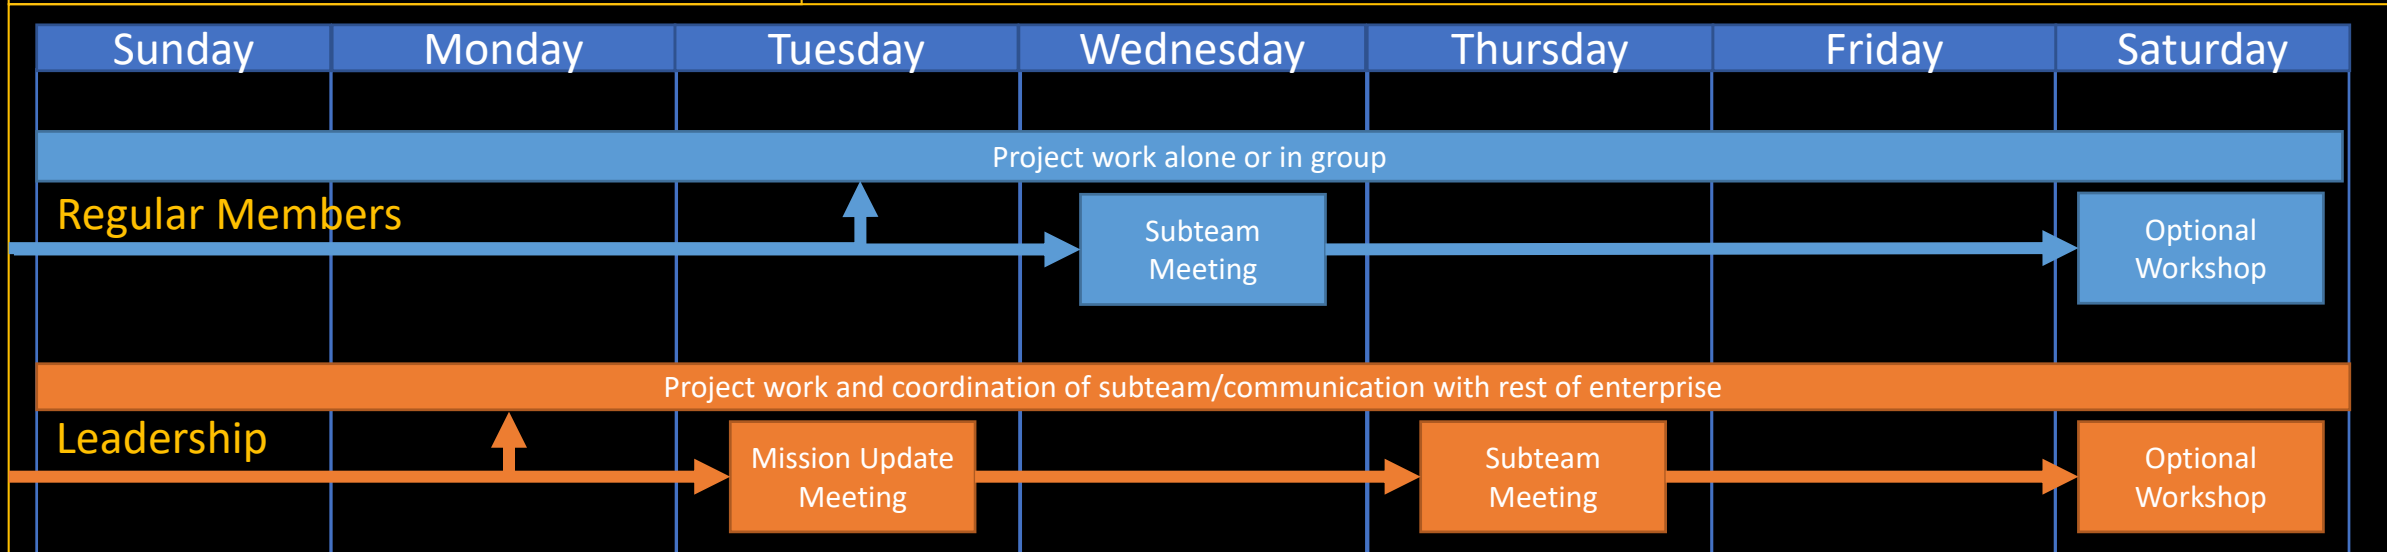 Sunday
Monday
Tuesday
Wednesday
Thursday
Friday
Saturday
Project work alone or in group
Regular Members
Subteam
Meeting
Optional
Workshop
Project work and coordination of subteam/communication with rest of enterprise
Leadership
Mission Update
Meeting
Subteam
Meeting
Optional
Workshop